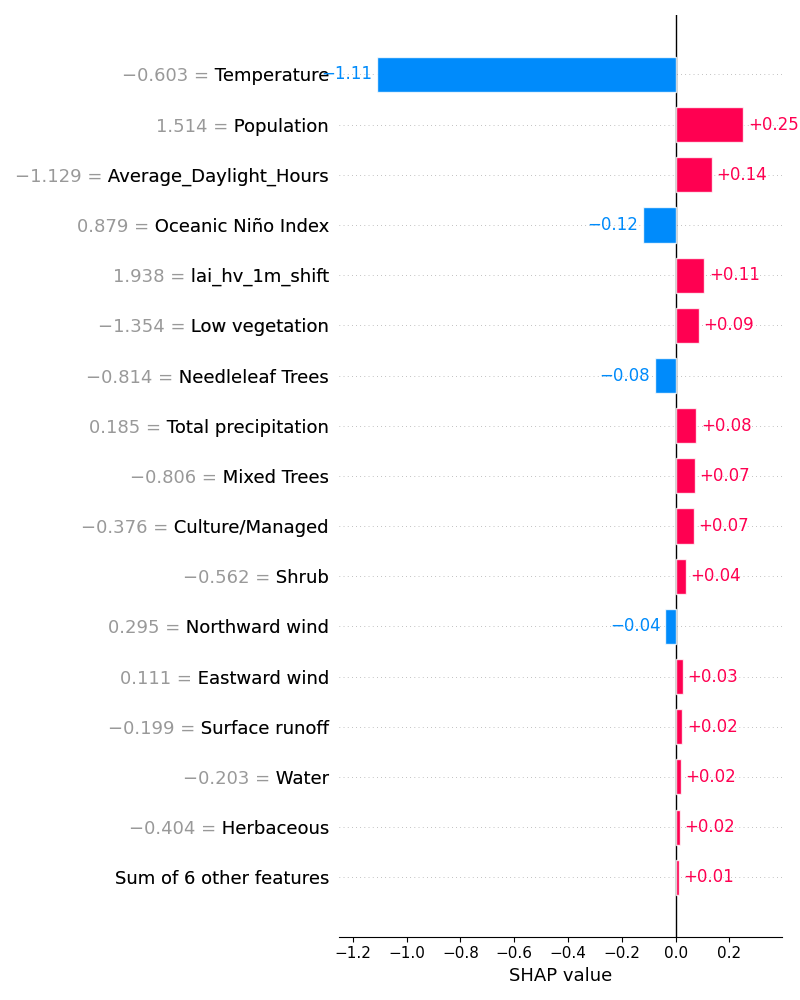 −0.603 = Temperature −1.11
1.514 = Population +0.25
−1.129 = Average_Daylight_Hours +0.14
0.879 = Oceanic Niño Index −0.12
1.938 = lai_hv_1m_shift +0.11
−1.354 = Low vegetation +0.09
−0.814 = Needleleaf Trees −0.08
0.185 = Total precipitation +0.08
−0.806 = Mixed Trees +0.07
−0.376 = Culture/Managed +0.07
−0.562 = Shrub +0.04
0.295 = Northward wind −0.04
0.111 = Eastward wind +0.03
−0.199 = Surface runoff +0.02
−0.203 = Water +0.02
−0.404 = Herbaceous +0.02
Sum of 6 other features +0.01
−1.2 −1.0 −0.8 −0.6 −0.4 −0.2 0.0 0.2
SHAP value